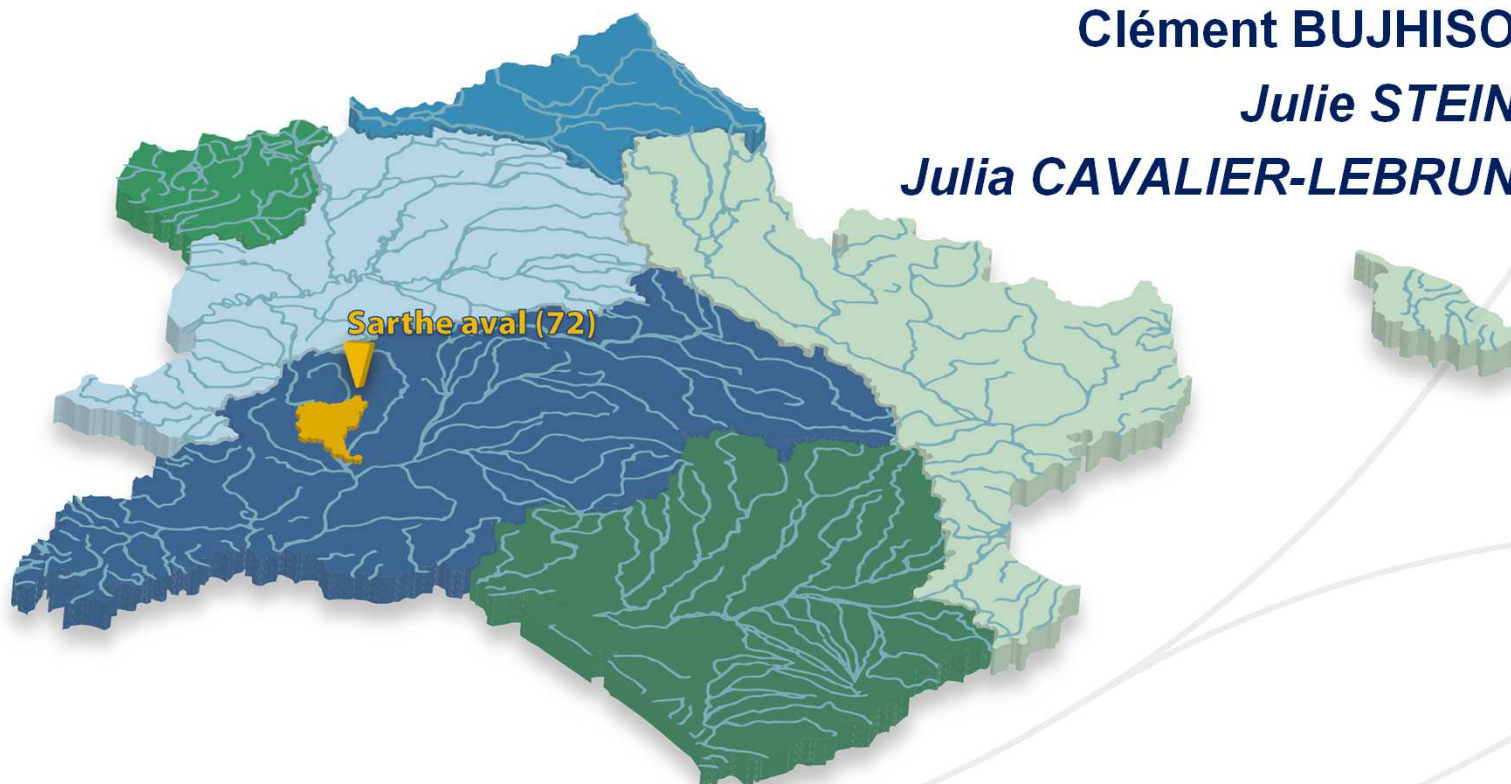 Clément BUJHISO
Julie STEIN
Julia CAVALIER-LEBRUN
Sarthe aval (72)